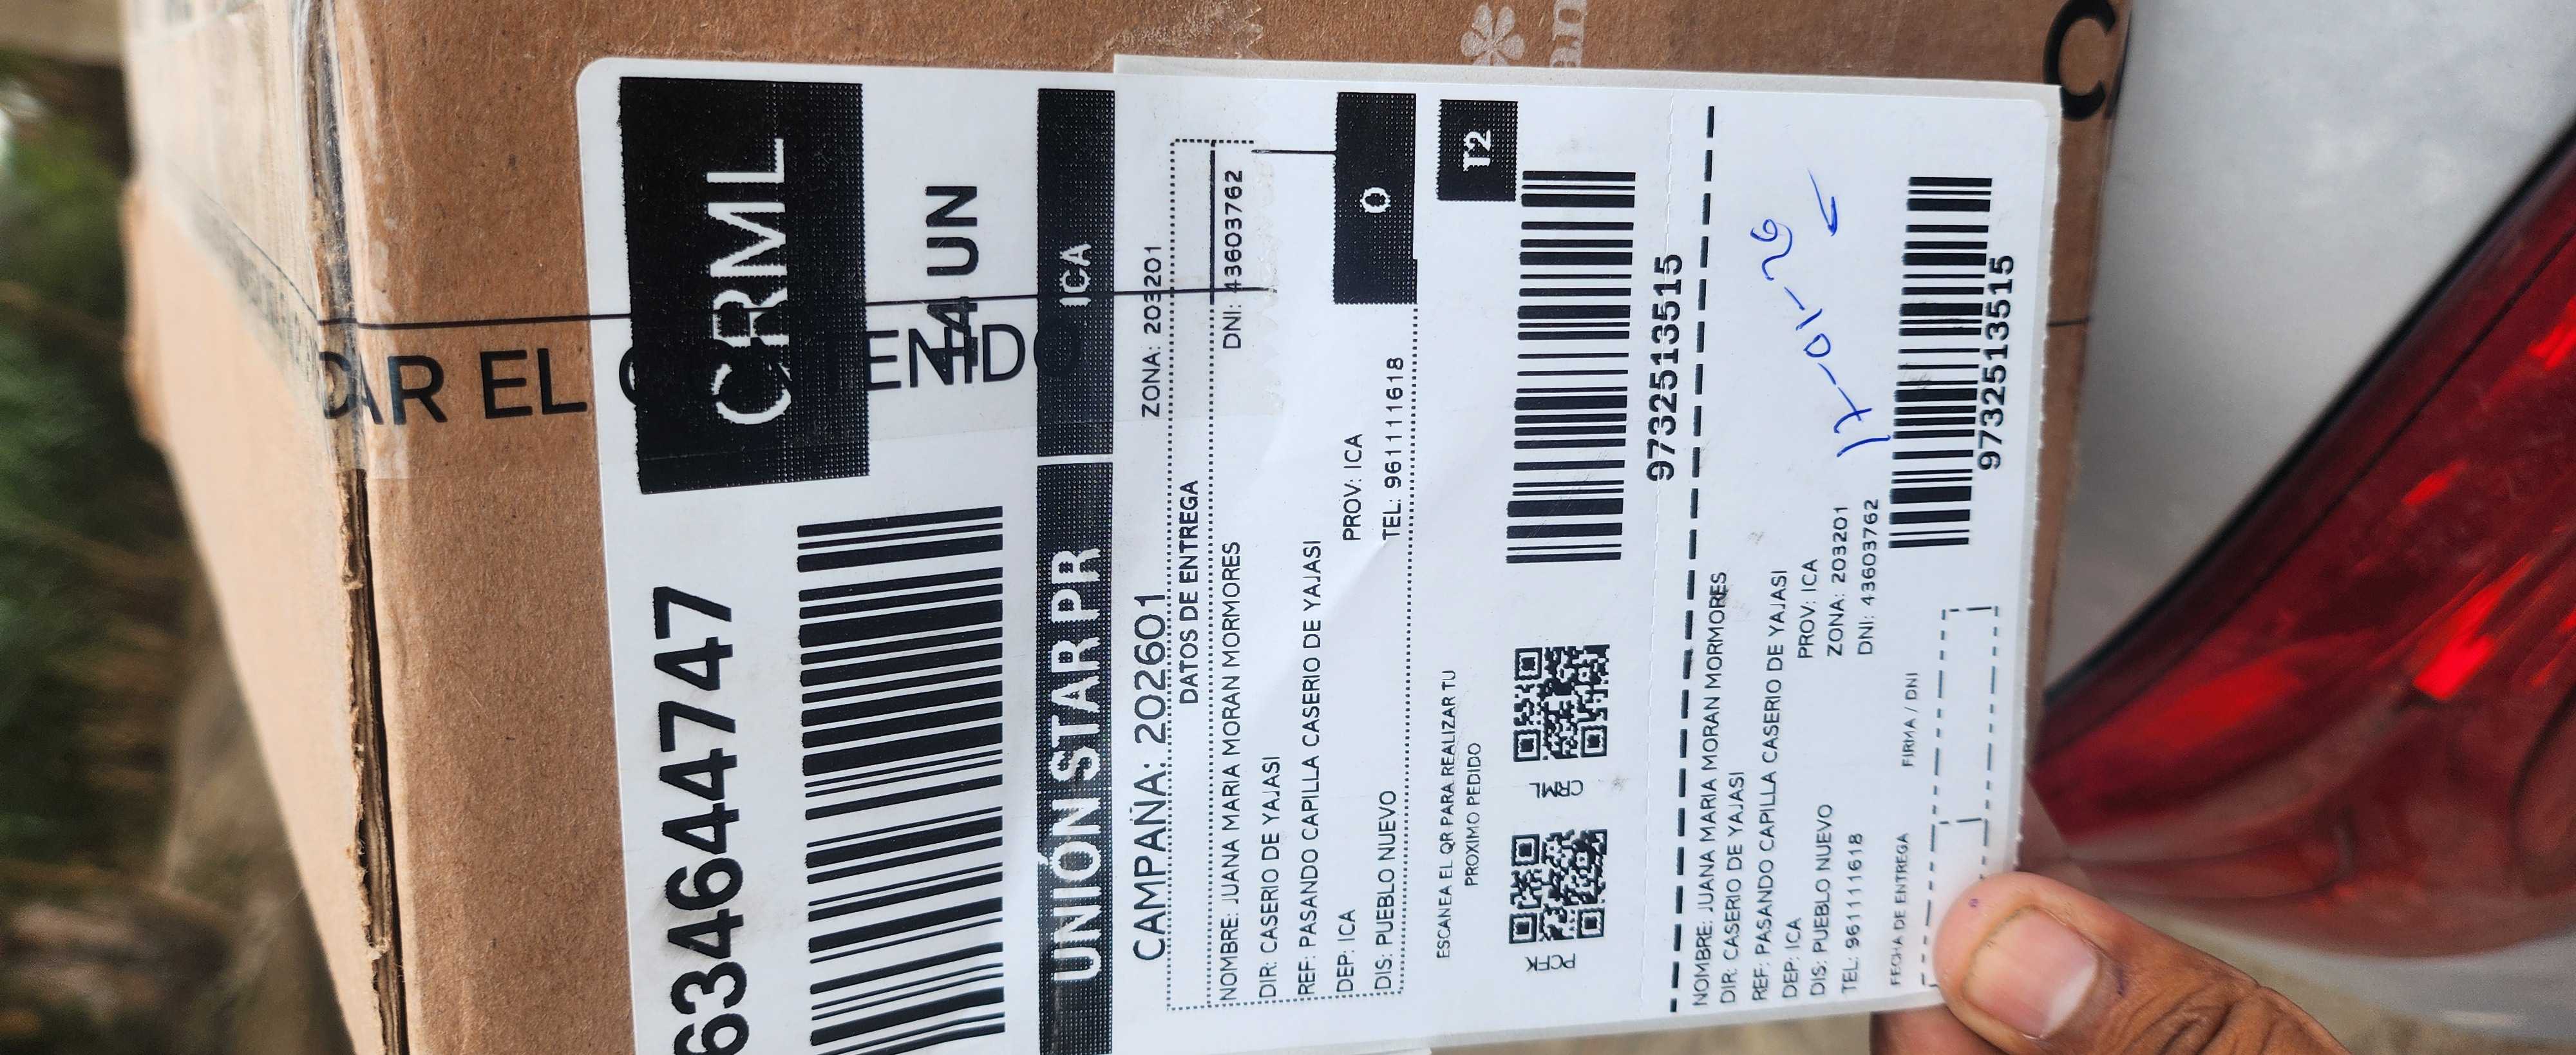 CRML
6346644747
44 UN
UNIÓN STAR PR
ICA
CAMPAÑA: 202601
ZONA: 203201
DATOS DE ENTREGA
NOMBRE: JUANA MARIA MORAN MORMORES
DNI: 43603762
DIR: CASERIO DE YAJASI
REF: PASANDO CAPILLA CASERIO DE YAJASI
DEP: ICA
PROV: ICA
DIS: PUEBLO NUEVO
TEL: 961111618
O
T2
ESCANEA EL QR PARA REALIZAR TU
PROXIMO PEDIDO
CRML
9732513515
NOMBRE: JUANA MARIA MORAN MORMORES
DIR: CASERIO DE YAJASI
REF: PASANDO CAPILLA CASERIO DE YAJASI
DEP: ICA
PROV: ICA
DIS: PUEBLO NUEVO
ZONA: 203201
TEL: 961111618
DNI: 43603762
17-01-26
FECHA DE ENTREGA
FIRMA / DNI
9732513515
AR EL
ENIDO
an
C